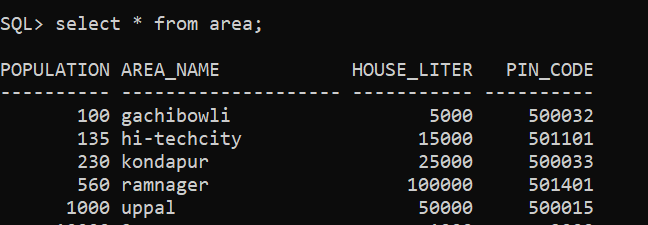 SQL> select * from area;
POPULATION AREA_NAME HOUSE_LITER PIN_CODE
---------- -------------------- ----------- ----------
100 gachibowli 5000 500032
135 hi-techcity 15000 501101
230 kondapur 25000 500033
560 ramnager 100000 501401
1000 uppal 50000 500015